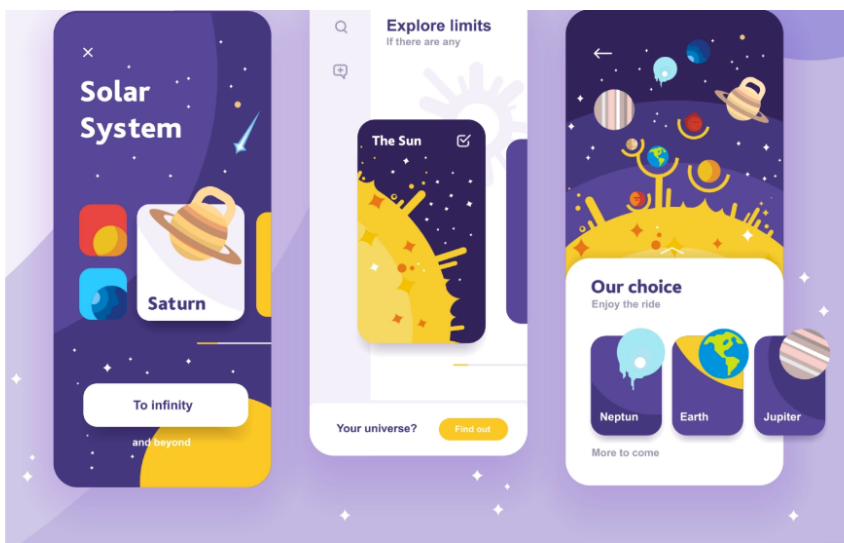 Solar
System
Saturn
To infinity
and beyond
Explore limits
If there are any
The Sun
Your universe?
Find out
Our choice
Enjoy the ride
Neptun
Earth
Jupiter
More to come